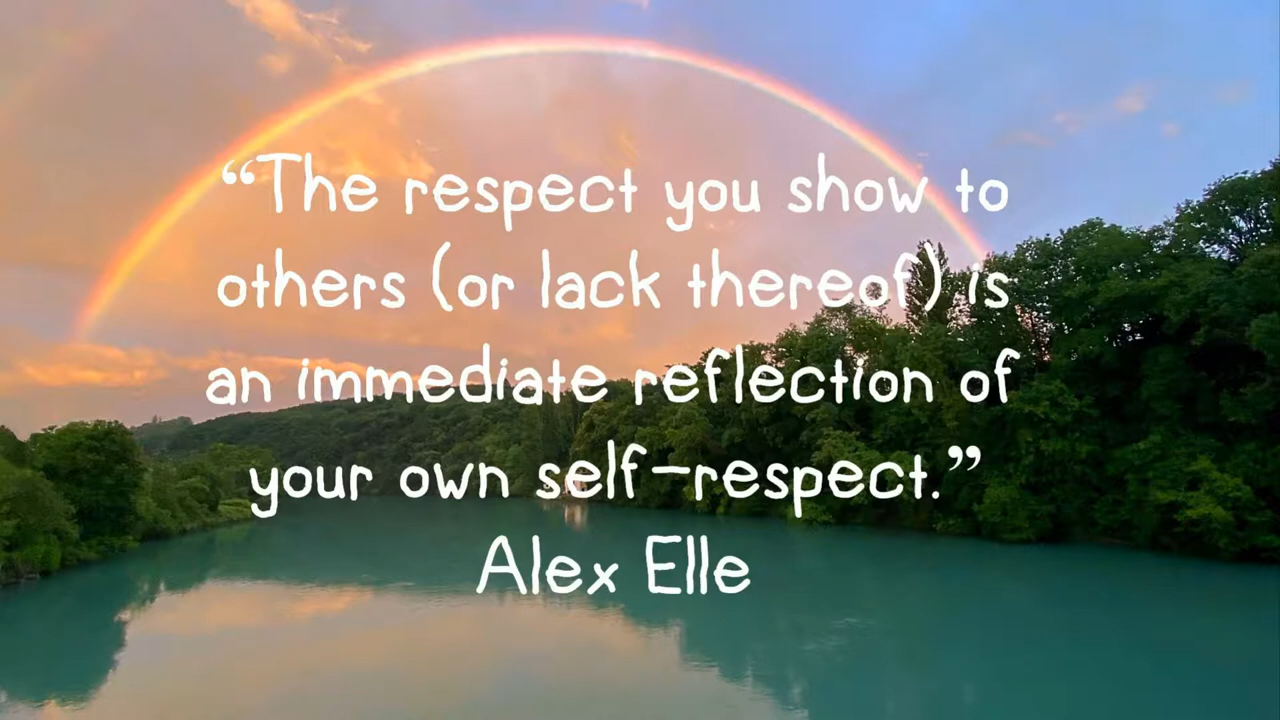 “The respect you show to
others (or lack thereof) is
an immediate reflection of
your own self-respect.”
Alex Elle